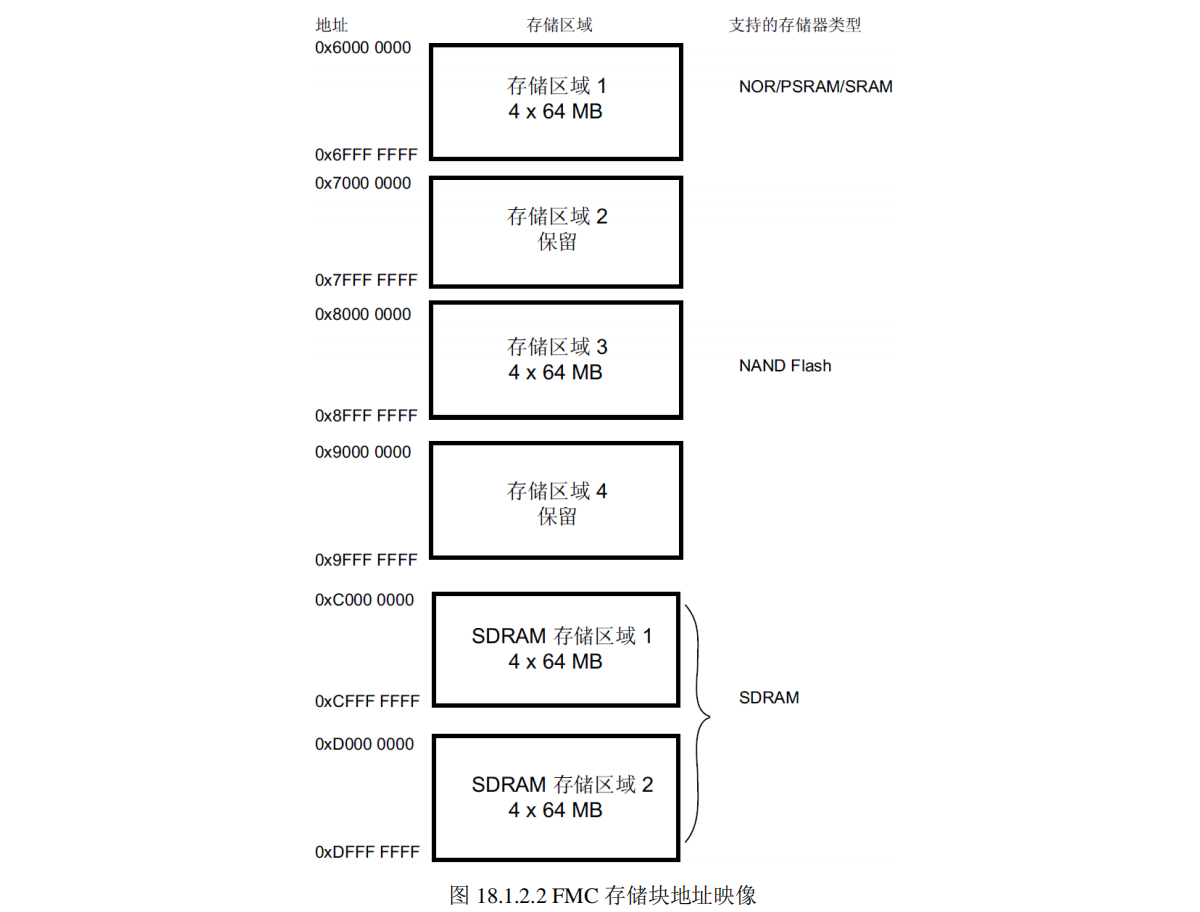 地址 存储区域 支持的存储器类型
0x6000 0000
存储区域 1
4 x 64 MB
NOR/PSRAM/SRAM
0x6FFF FFFF
0x7000 0000
存储区域 2
保留
0x7FFF FFFF
0x8000 0000
存储区域 3
4 x 64 MB
NAND Flash
0x8FFF FFFF
0x9000 0000
存储区域 4
保留
0x9FFF FFFF
0xC000 0000
SDRAM 存储区域 1
4 x 64 MB
0xCFFF FFFF
SDRAM
0xD000 0000
SDRAM 存储区域 2
4 x 64 MB
0xDFFF FFFF
图 18.1.2.2 FMC 存储块地址映像